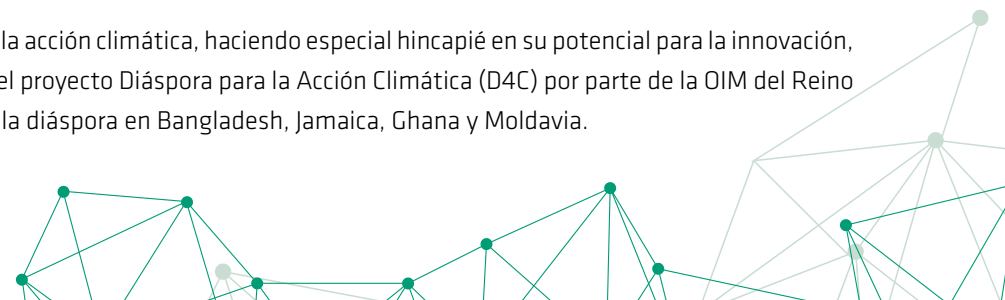 la acción climática, haciendo especial hincapié en su potencial para la innovación,
el proyecto Diáspora para la Acción Climática (D4C) por parte de la OIM del Reino
la diáspora en Bangladesh, Jamaica, Ghana y Moldavia.